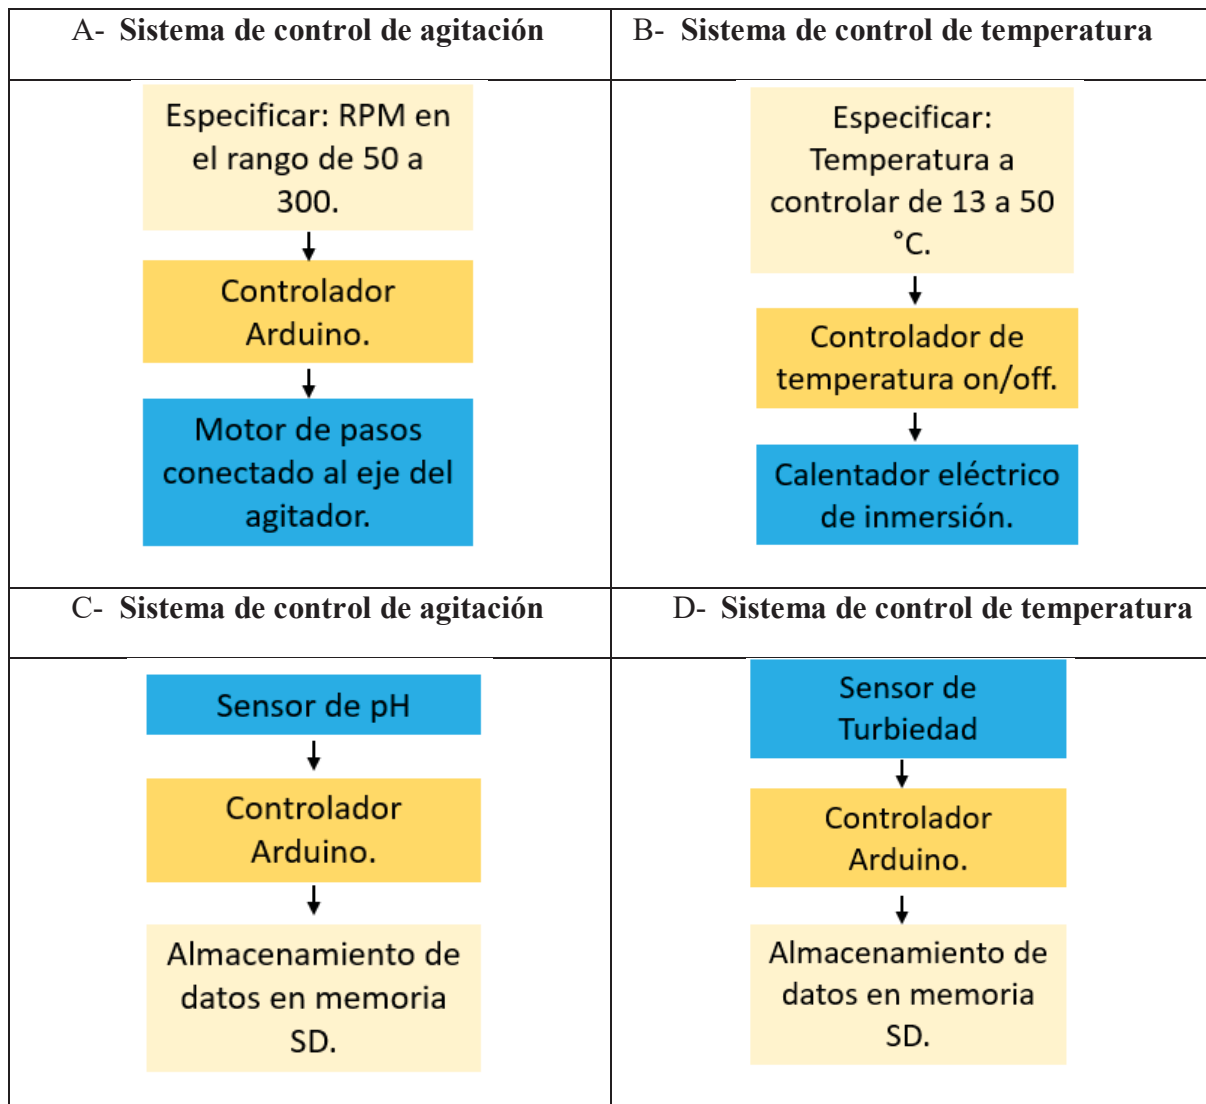 A- Sistema de control de agitación
B- Sistema de control de temperatura
Especificar: RPM en
el rango de 50 a
300.
Controlador
Arduino.
Motor de pasos
conectado al eje del
agitador.
Especificar:
Temperatura a
controlar de 13 a 50
°C.
Controlador de
temperatura on/off.
Calentador eléctrico
de inmersión.
C- Sistema de control de agitación
D- Sistema de control de temperatura
Sensor de pH
Controlador
Arduino.
Almacenamiento de
datos en memoria
SD.
Sensor de
Turbiedad
Controlador
Arduino.
Almacenamiento de
datos en memoria
SD.